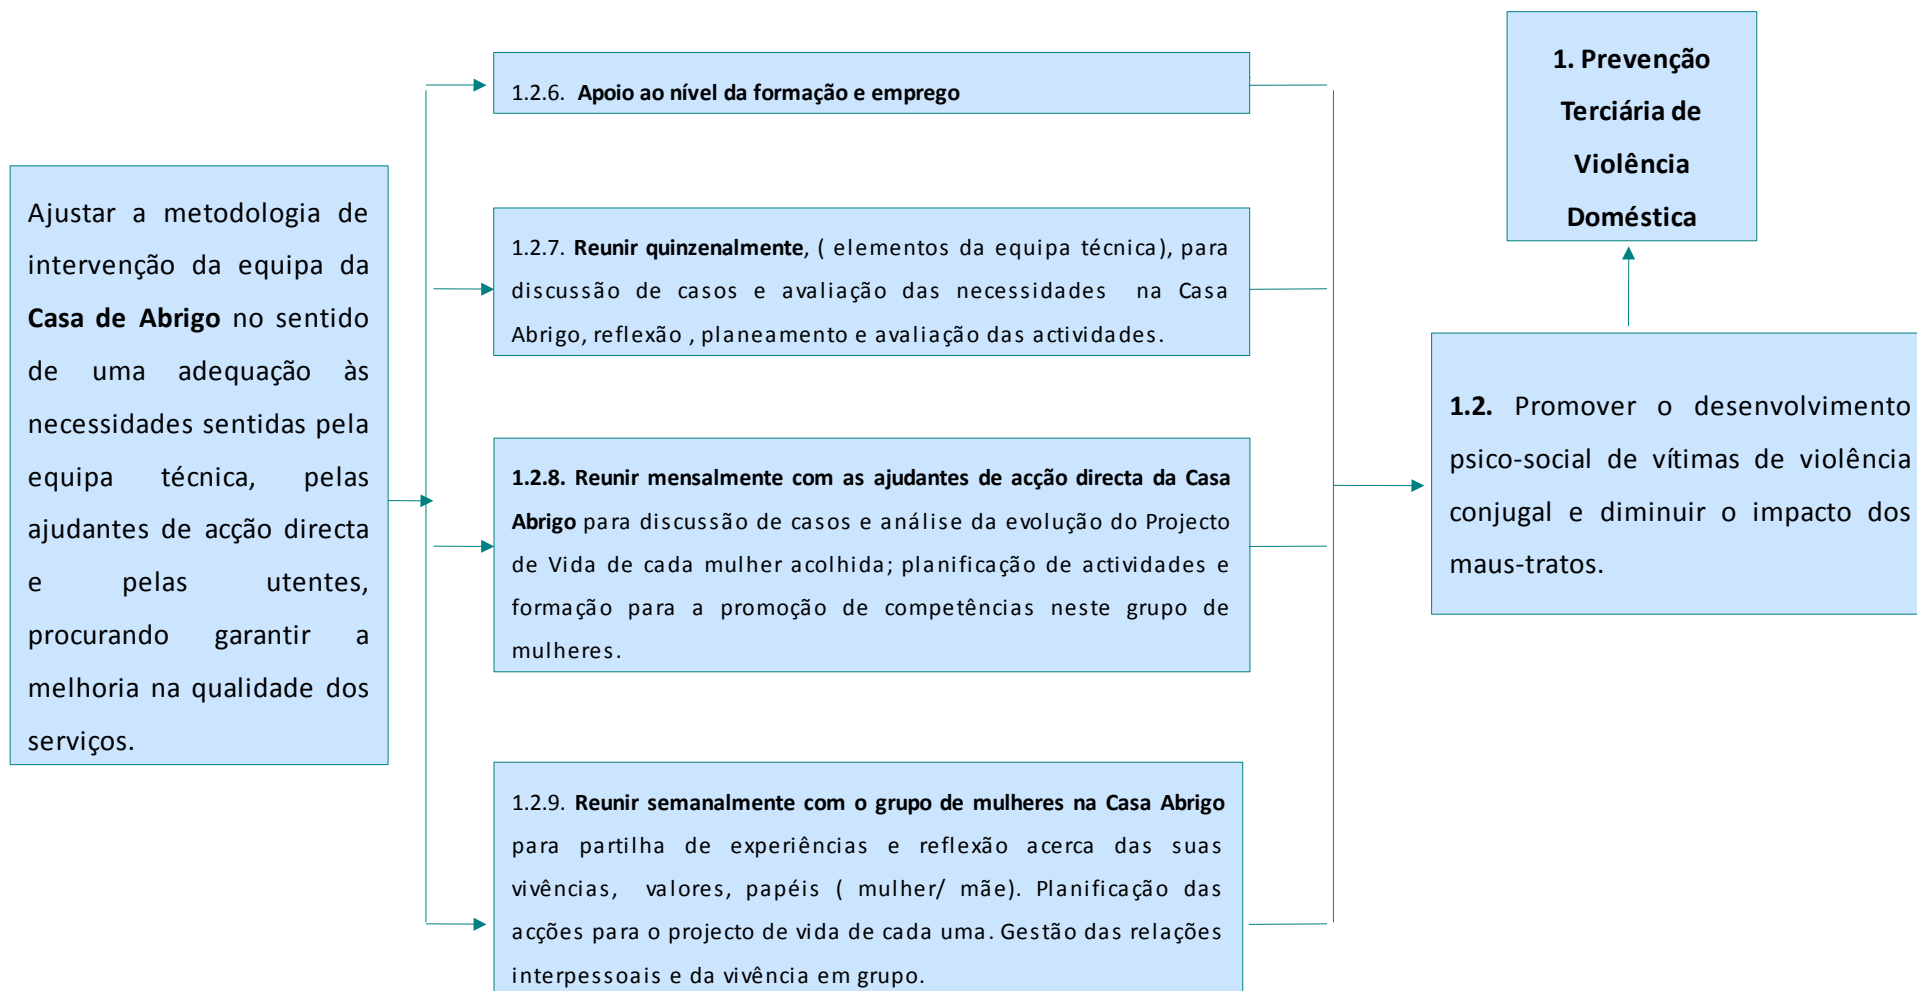 Ajustar a metodologia de
intervenção da equipa da
Casa de Abrigo no sentido
de uma adequação às
necessidades sentidas pela
equipa técnica, pelas
ajudantes de acção directa
e pelas utentes,
procurando garantir a
melhoria na qualidade dos
serviços.
1.2.6. Apoio ao nível da formação e emprego
1.2.7. Reunir quinzenalmente, ( elementos da equipa técnica), para
discussão de casos e avaliação das necessidades na Casa
Abrigo, reflexão , planeamento e avaliação das actividades.
1.2.8. Reunir mensalmente com as ajudantes de acção directa da Casa
Abrigo para discussão de casos e análise da evolução do Projecto
de Vida de cada mulher acolhida; planificação de actividades e
formação para a promoção de competências neste grupo de
mulheres.
1.2.9. Reunir semanalmente com o grupo de mulheres na Casa Abrigo
para partilha de experiências e reflexão acerca das suas
vivências, valores, papéis ( mulher/ mãe). Planificação das
acções para o projecto de vida de cada uma. Gestão das relações
interpessoais e da vivência em grupo.
1. Prevenção
Terciária de
Violência
Doméstica
1.2. Promover o desenvolvimento
psico-social de vítimas de violência
conjugal e diminuir o impacto dos
maus-tratos.